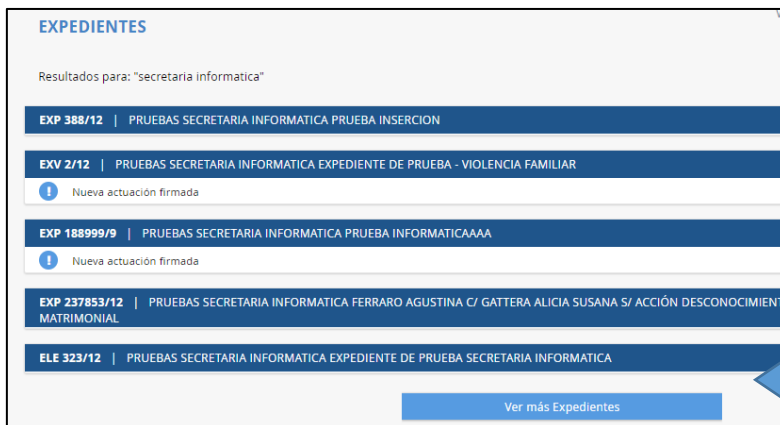 EXPEDIENTES
Resultados para: "secretaria informatica"
EXP 388/12 | PRUEBAS SECRETARIA INFORMATICA PRUEBA INSERCION
EXV 2/12 | PRUEBAS SECRETARIA INFORMATICA EXPEDIENTE DE PRUEBA - VIOLENCIA FAMILIAR
! Nueva actuación firmada
EXP 188999/9 | PRUEBAS SECRETARIA INFORMATICA PRUEBA INFORMATICAAAA
! Nueva actuación firmada
EXP 237853/12 | PRUEBAS SECRETARIA INFORMATICA FERRARO AGUSTINA C/ GATTERA ALICIA SUSANA S/ ACCIÓN DESCONOCIMIENT
MATRIMONIAL
ELE 323/12 | PRUEBAS SECRETARIA INFORMATICA EXPEDIENTE DE PRUEBA SECRETARIA INFORMATICA
Ver más Expedientes